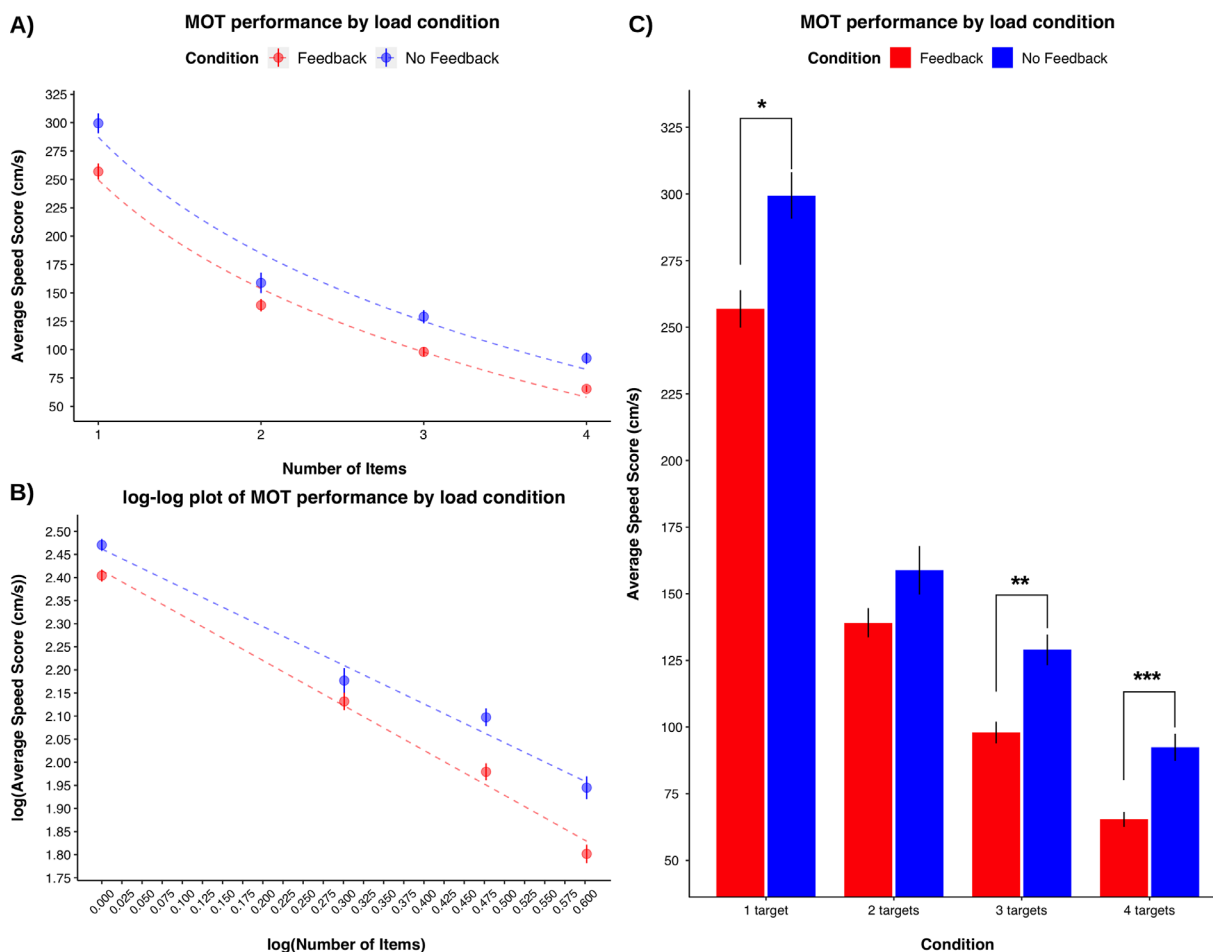 A)
MOT performance by load condition
Condition Feedback No Feedback
Average Speed Score (cm/s)
325
300
275
250
225
200
175
150
125
100
75
50
1 2 3 4
Number of Items
B)
log-log plot of MOT performance by load condition
log(Average Speed Score (cm/s))
2.50
2.45
2.40
2.35
2.30
2.25
2.20
2.15
2.10
2.05
2.00
1.95
1.90
1.85
1.80
1.75
0.000 0.025 0.050 0.075 0.100 0.125 0.150 0.175 0.200 0.225 0.250 0.275 0.300 0.325 0.350 0.375 0.400 0.425 0.450 0.475 0.500 0.525 0.550 0.575 0.600
log(Number of Items)
C)
MOT performance by load condition
Condition Feedback No Feedback
Average Speed Score (cm/s)
325
300
275
250
225
200
175
150
125
100
75
50
*
**
***
1 target 2 targets 3 targets 4 targets
Condition